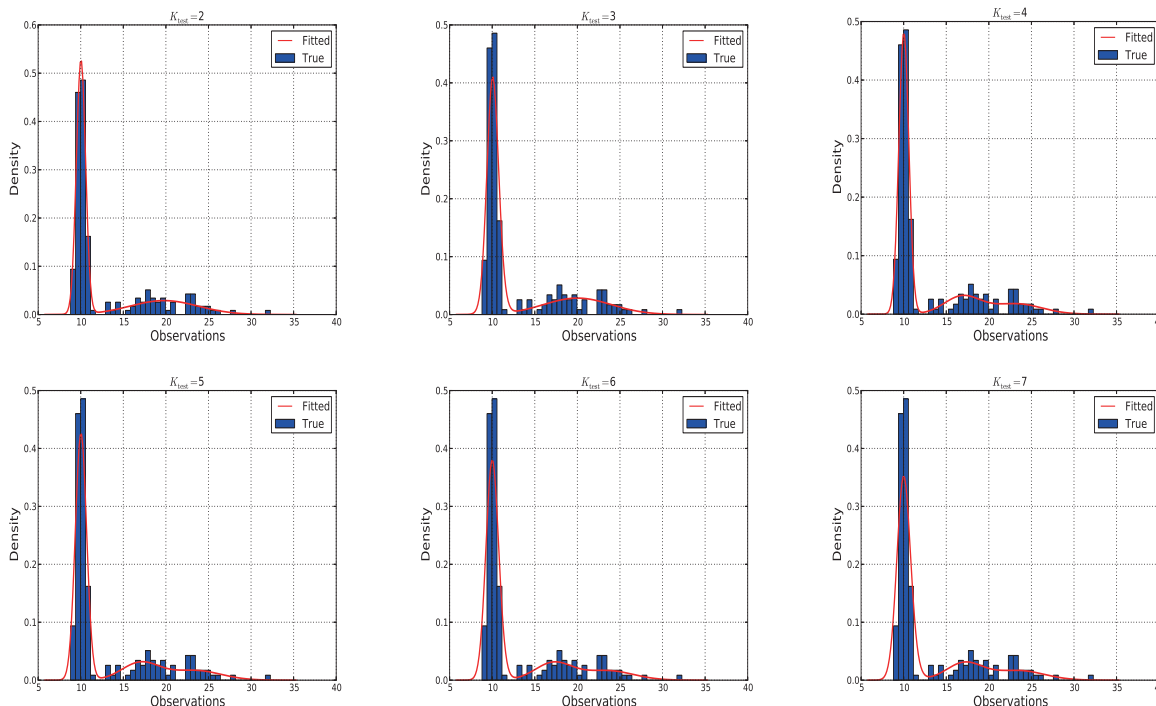 K_test=2
0.6
0.5
0.4
0.3
0.2
0.1
0.0
Density
Fitted
True
5 10 15 20 25 30 35 40
Observations
K_test=3
0.5
0.4
0.3
0.2
0.1
0.0
Density
Fitted
True
5 10 15 20 25 30 35 40
Observations
K_test=4
0.5
0.4
0.3
0.2
0.1
0.0
Density
Fitted
True
5 10 15 20 25 30 35
Observations
K_test=5
0.5
0.4
0.3
0.2
0.1
0.0
Density
Fitted
True
5 10 15 20 25 30 35 40
Observations
K_test=6
0.5
0.4
0.3
0.2
0.1
0.0
Density
Fitted
True
5 10 15 20 25 30 35 40
Observations
K_test=7
0.5
0.4
0.3
0.2
0.1
0.0
Density
Fitted
True
5 10 15 20 25 30 35
Observations